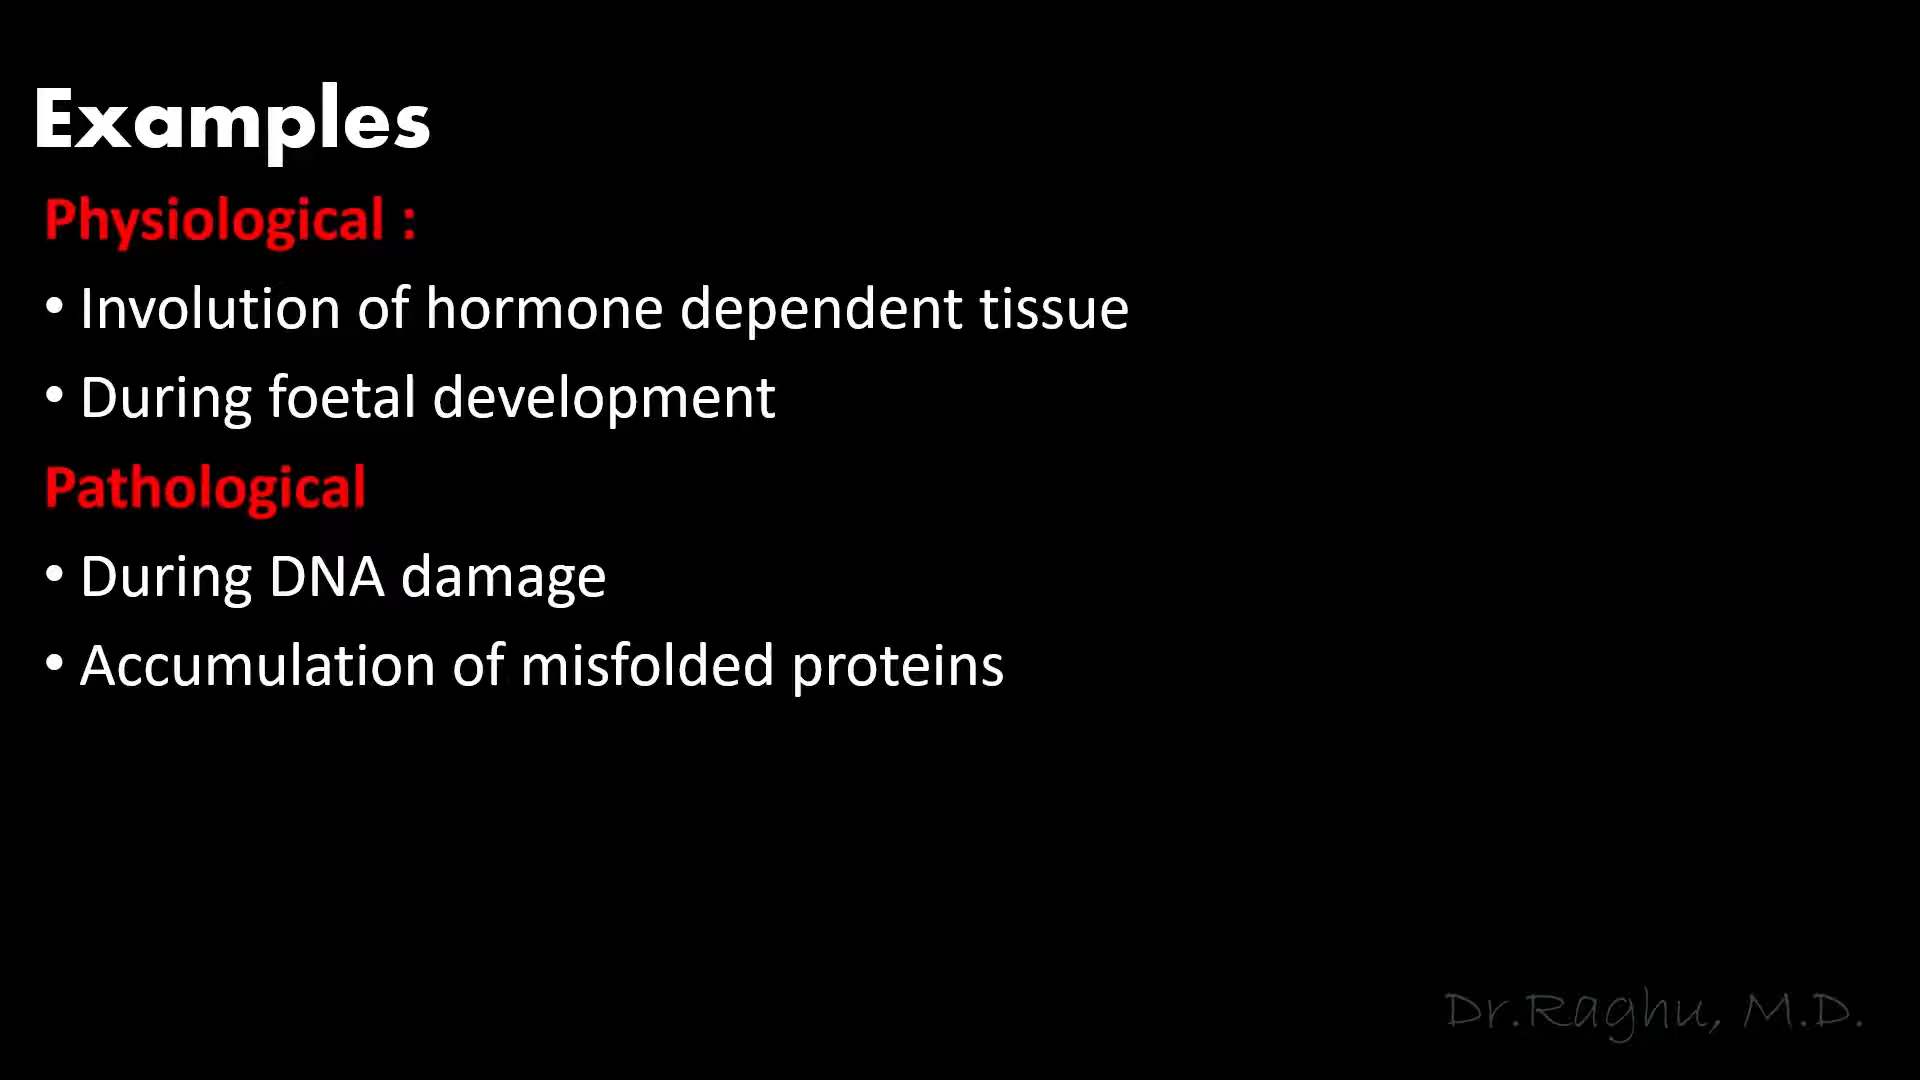 Examples
Physiological :
• Involution of hormone dependent tissue
• During foetal development
Pathological
• During DNA damage
• Accumulation of misfolded proteins
Dr.Raghu, M.D.